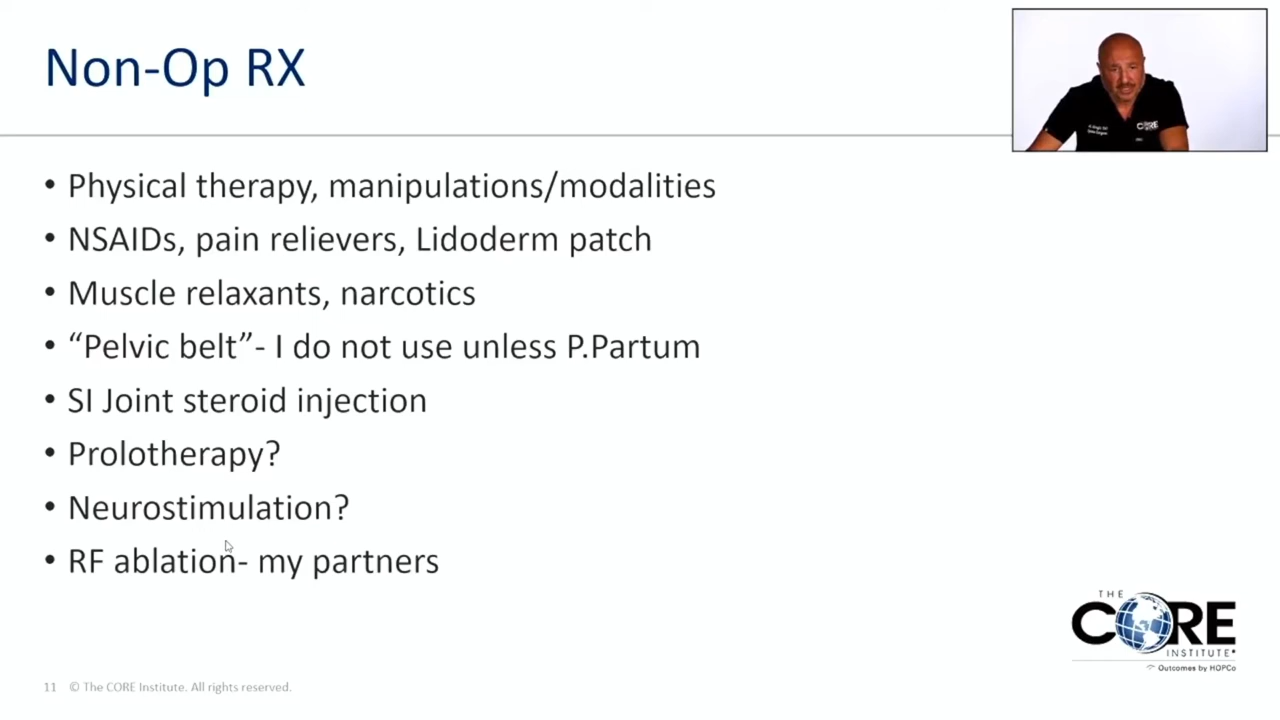 Non-Op RX
CORE
• Physical therapy, manipulations/modalities
• NSAIDs, pain relievers, Lidoderm patch
• Muscle relaxants, narcotics
• “Pelvic belt”- I do not use unless P.Partum
• SI Joint steroid injection
• Prolotherapy?
• Neurostimulation?
• RF ablation- my partners
THE
CORE
INSTITUTE
Outcomes by HOPCo
11 © The CORE Institute. All rights reserved.